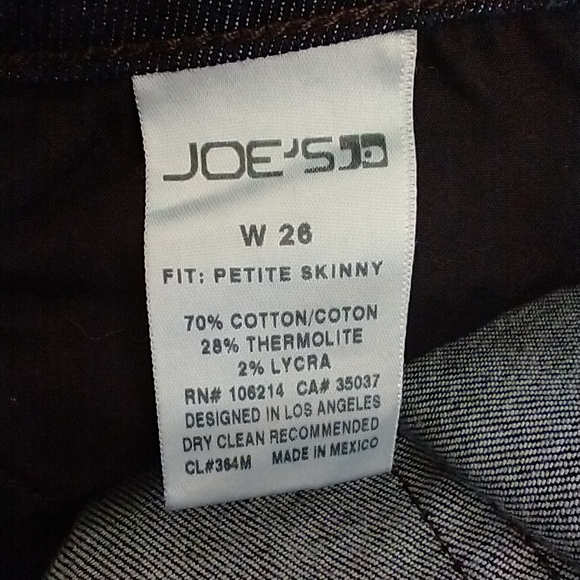 JOE'S
W 26
FIT: PETITE SKINNY
70% COTTON/COTON
28% THERMOLITE
2% LYCRA
RN# 106214 CA# 35037
DESIGNED IN LOS ANGELES
DRY CLEAN RECOMMENDED
CL#364M MADE IN MEXICO